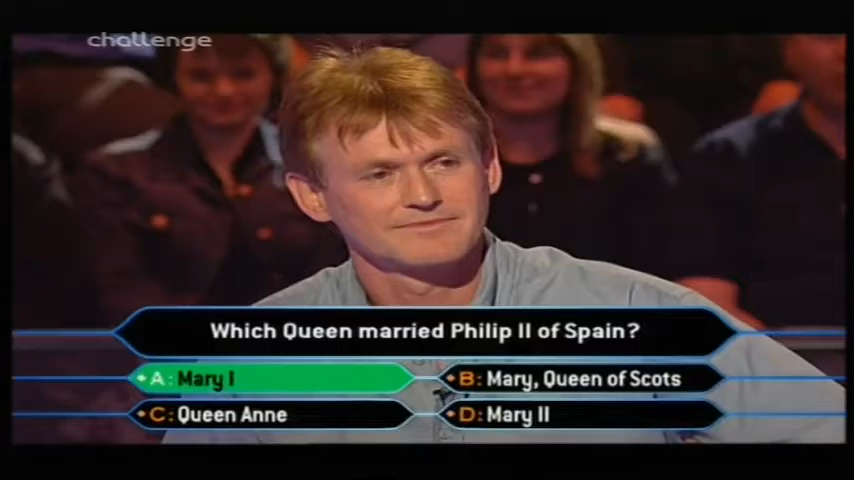 challenge
Which Queen married Philip II of Spain?
A: Mary I
B: Mary, Queen of Scots
C: Queen Anne
D: Mary II